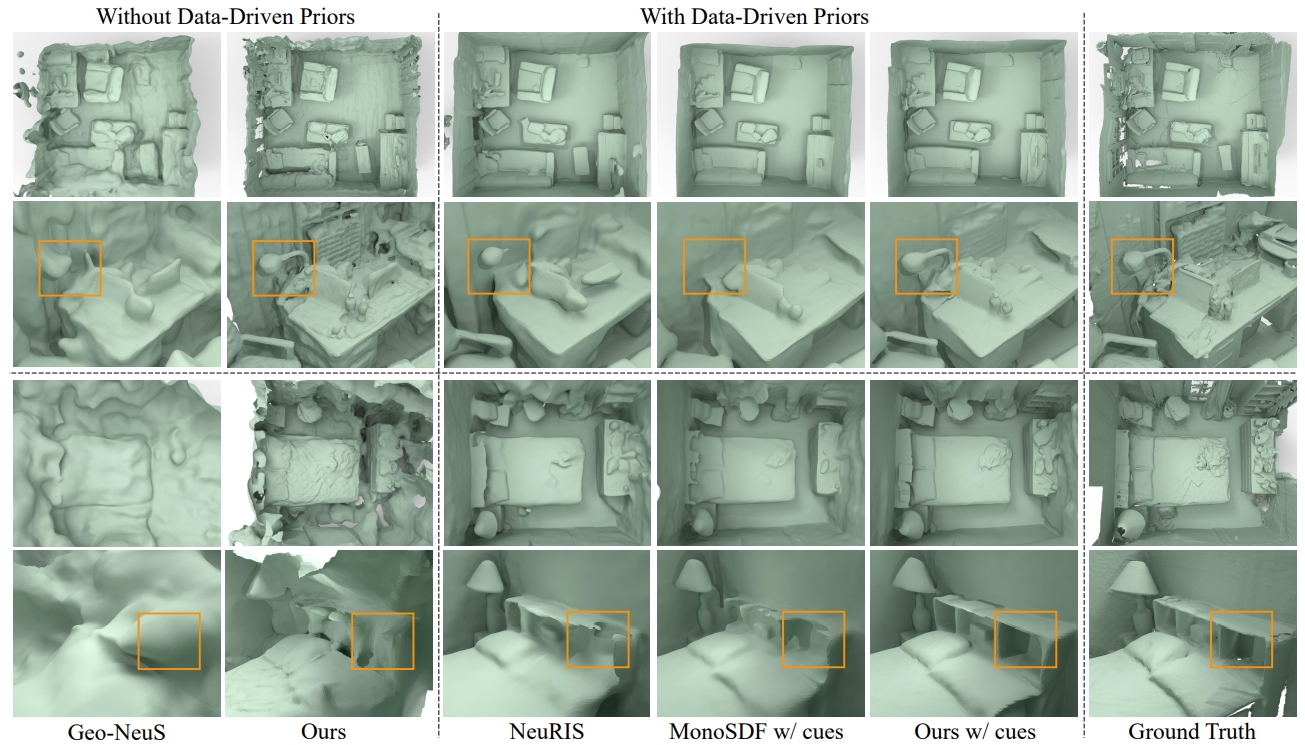 Without Data-Driven Priors
With Data-Driven Priors
Geo-NeuS
Ours
NeuRIS
MonoSDF w/ cues
Ours w/ cues
Ground Truth